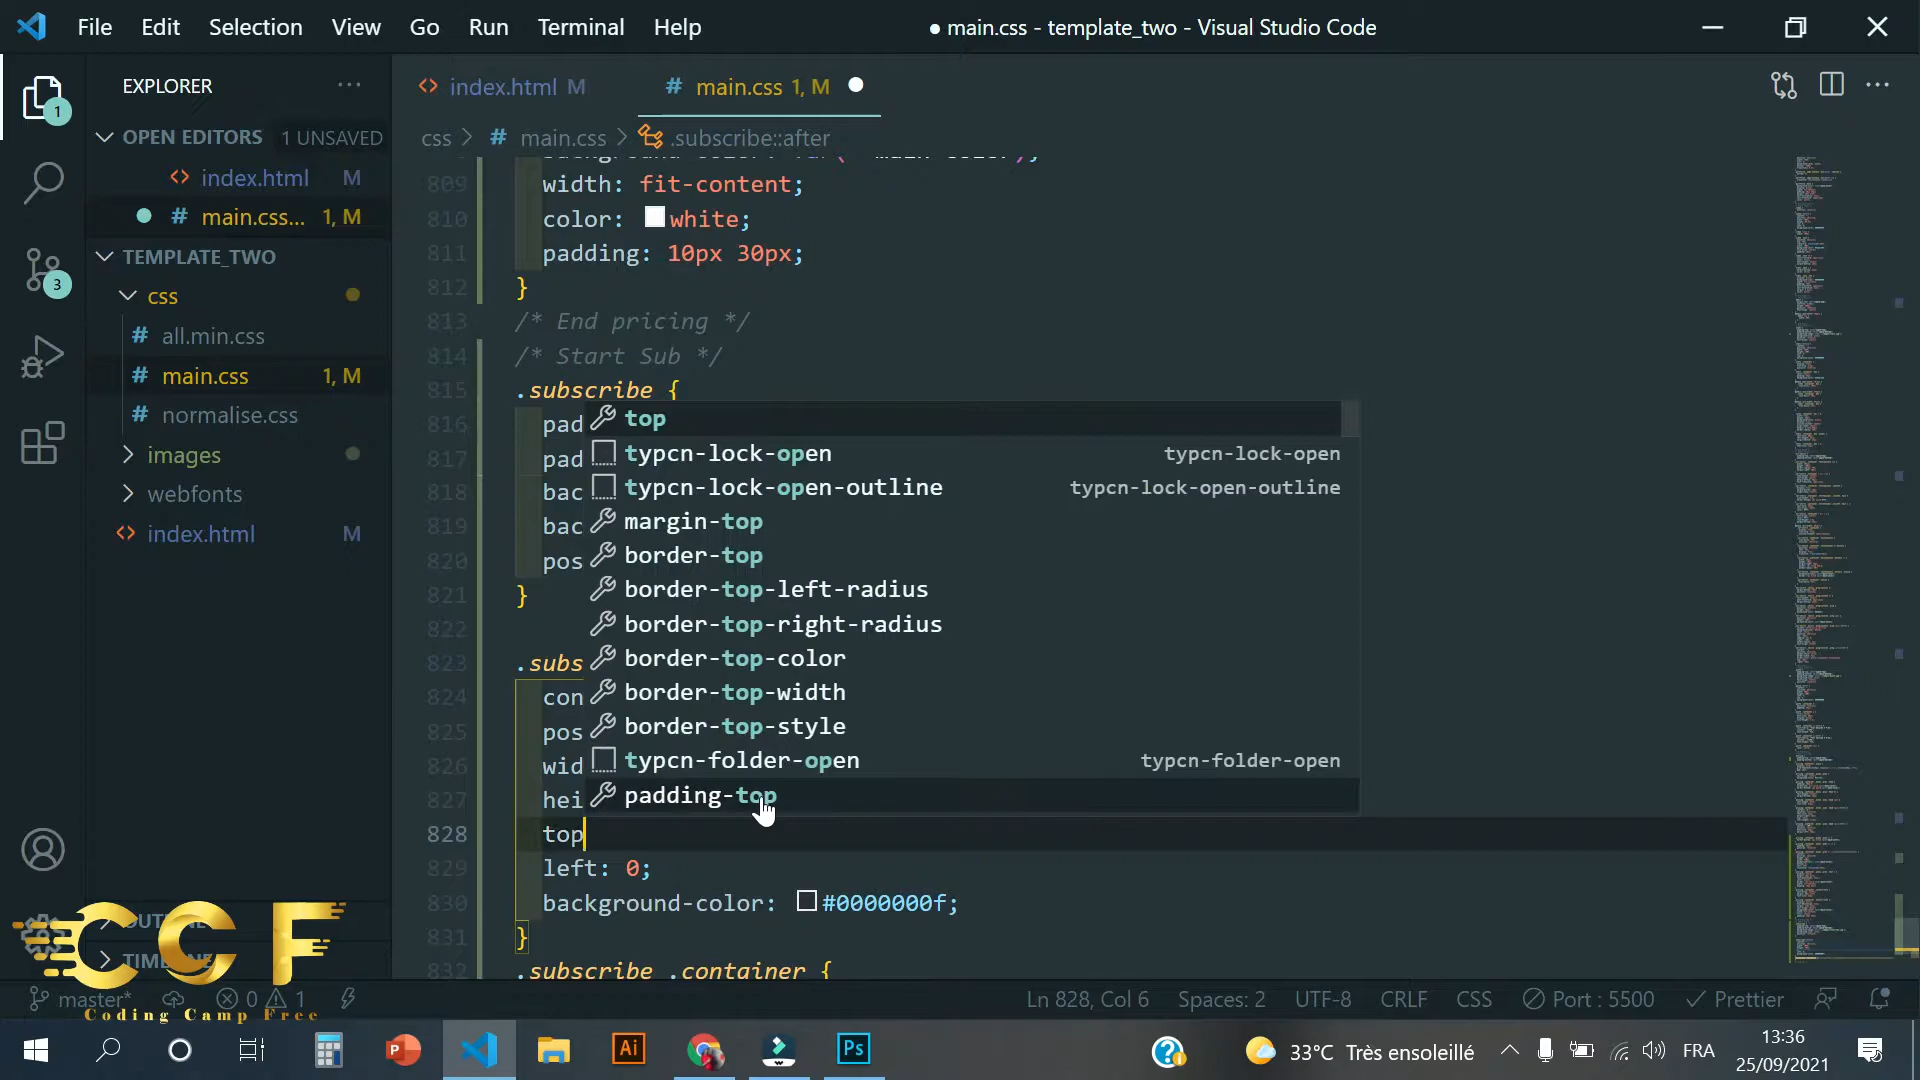 File Edit Selection View Go Run Terminal Help
● main.css - template_two - Visual Studio Code
EXPLORER
OPEN EDITORS 1 UNSAVED
<> index.html M
# main.css... 1, M
TEMPLATE_TWO
css
# all.min.css
# main.css 1, M
# normalise.css
images
webfonts
<> index.html M
TIMELINE
1
3
<> index.html M
# main.css 1, M
css > # main.css > .subscribe::after
809 width: fit-content;
810 color: white;
811 padding: 10px 30px;
812 }
813 /* End pricing */
814 /* Start Sub */
815 .subscribe {
816 pad
817 pad
818 bac
819 bac
820 pos
821 }
822
823 .subs
824 con
825 pos
826 wid
827 hei
828 top
829 left: 0;
830 background-color: #0000000f;
831 }
832 .subscribe .container {
top
typcn-lock-open typcn-lock-open
typcn-lock-open-outline typcn-lock-open-outline
margin-top
border-top
border-top-left-radius
border-top-right-radius
border-top-color
border-top-width
border-top-style
typcn-folder-open typcn-folder-open
padding-top
CCF
Coding Camp Free
master* 0 1
Ln 828, Col 6 Spaces: 2 UTF-8 CRLF CSS Port : 5500 Prettier
P
Ai
Ps
33°C Très ensoleillé
FRA
13:36
25/09/2021